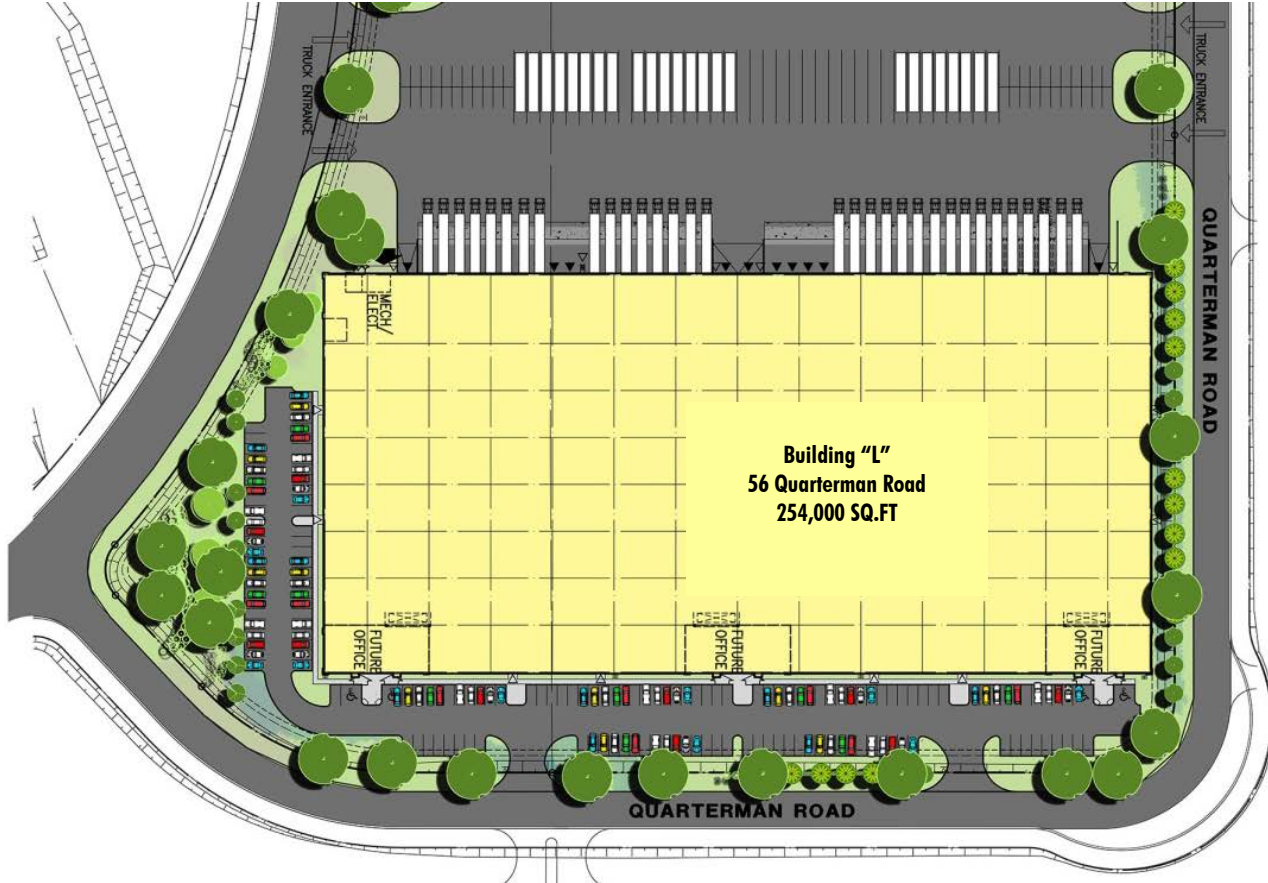 TRUCK ENTRANCE
TRUCK ENTRANCE
QUARTERMAN ROAD
MECH/
ELECT
Building “L”
56 Quarterman Road
254,000 SQ.FT
FUTURE
OFFICE
FUTURE
OFFICE
FUTURE
OFFICE
QUARTERMAN ROAD